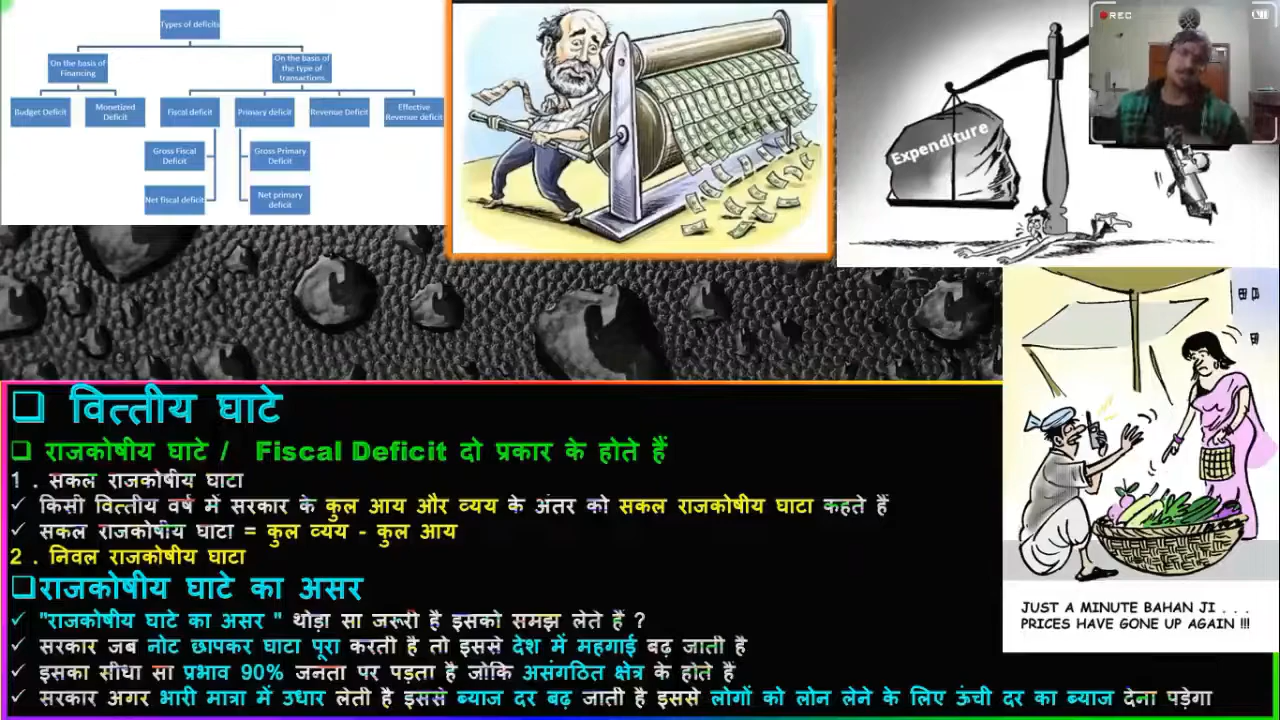 Types of deficits
On the basis of
Financing
On the basis of
the type of
transactions.
Budget Deficit
Monetized
Deficit
Fiscal deficit
Primary deficit
Revenue Deficit
Effective
Revenue deficit
Gross Fiscal
Deficit
Gross Primary
Deficit
Net fiscal deficit
Net primary
deficit
Expenditure
REC
❑ वित्तीय घाटे
❑ राजकोषीय घाटे / Fiscal Deficit दो प्रकार के होते हैं
1 . सकल राजकोषीय घाटा
✓ किसी वित्तीय वर्ष में सरकार के कुल आय और व्यय के अंतर को सकल राजकोषीय घाटा कहते हैं
✓ सकल राजकोषीय घाटा = कुल व्यय - कुल आय
2 . निवल राजकोषीय घाटा
❑राजकोषीय घाटे का असर
✓ "राजकोषीय घाटे का असर " थोड़ा सा जरूरी है इसको समझ लेते हैं ?
✓ सरकार जब नोट छापकर घाटा पूरा करती है तो इससे देश में महगाई बढ़ जाती है
✓ इसका सीधा सा प्रभाव 90% जनता पर पड़ता है जोकि असंगठित क्षेत्र के होते हैं
✓ सरकार अगर भारी मात्रा में उधार लेती है इससे ब्याज दर बढ़ जाती है इससे लोगों को लोन लेने के लिए ऊंची दर का ब्याज देना पड़ेगा
JUST A MINUTE BAHAN JI . . .
PRICES HAVE GONE UP AGAIN !!!